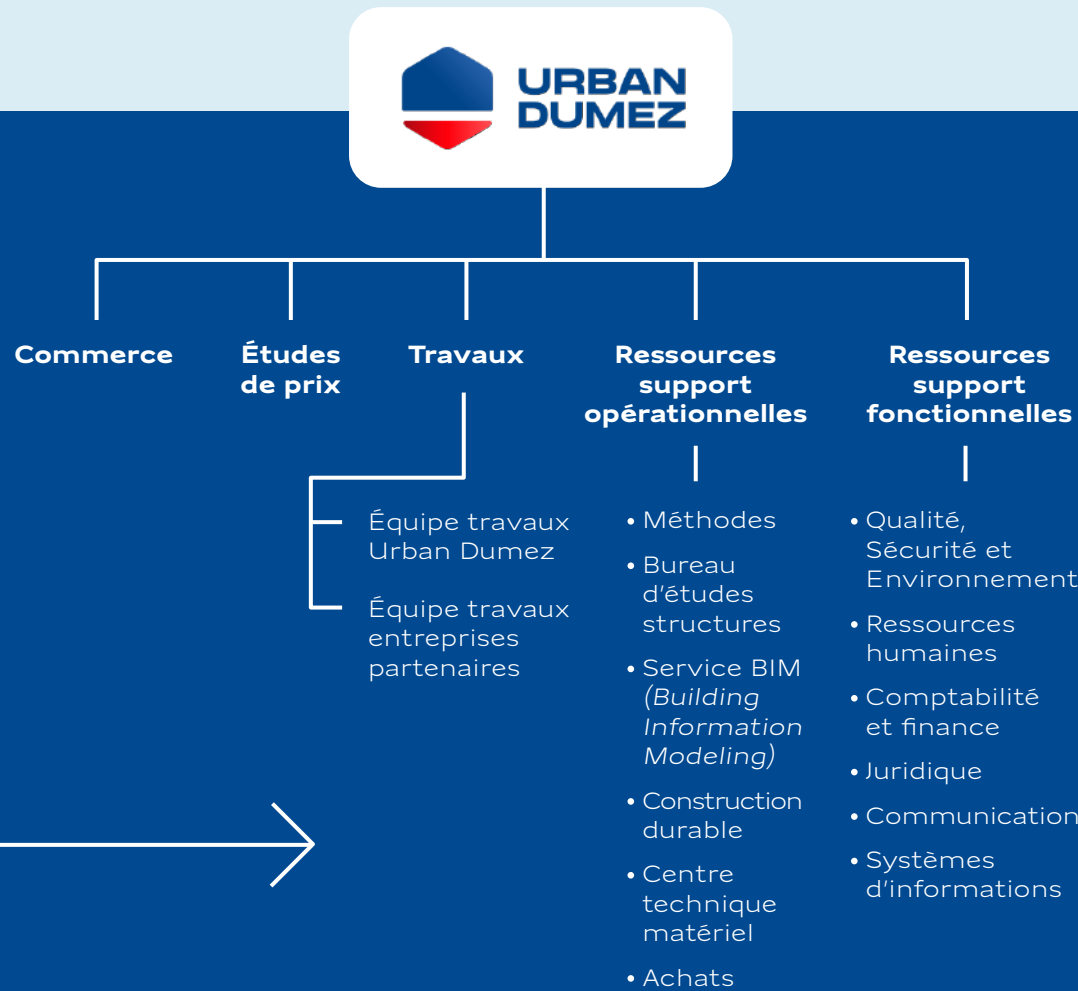 URBAN
DUMEZ
Commerce
Études
de prix
Travaux
Ressources
support
opérationnelles
Ressources
support
fonctionnelles
Équipe travaux
Urban Dumez
Équipe travaux
entreprises
partenaires
• Méthodes
• Bureau
d'études
structures
• Service BIM
(Building
Information
Modeling)
• Construction
durable
• Centre
technique
matériel
• Achats
• Qualité,
Sécurité et
Environnement
• Ressources
humaines
• Comptabilité
et finance
• Juridique
• Communication
• Systèmes
d'informations